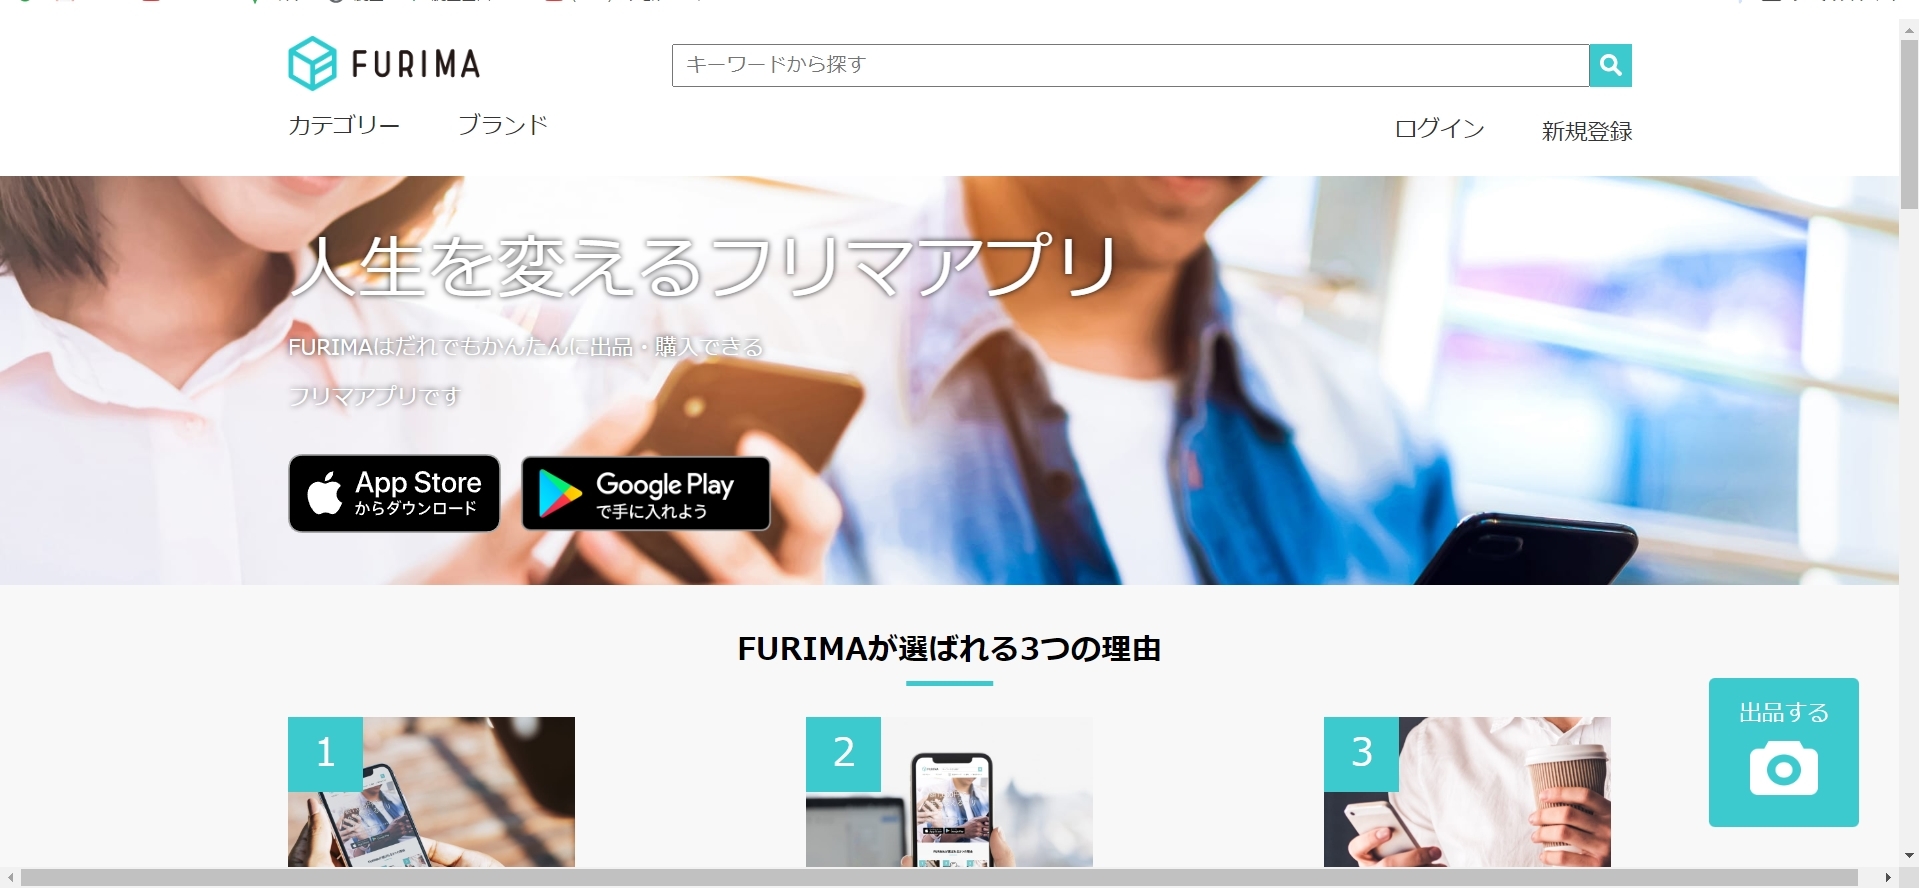 FURIMA
キーワードから探す
カテゴリー ブランド
ログイン 新規登録
人生を変えるフリマアプリ
FURIMAはだれでもかんたんに出品・購入できる
フリマアプリです
App Store
からダウンロード
Google Play
で手に入れよう
FURIMAが選ばれる3つの理由
1
2
3
出品する